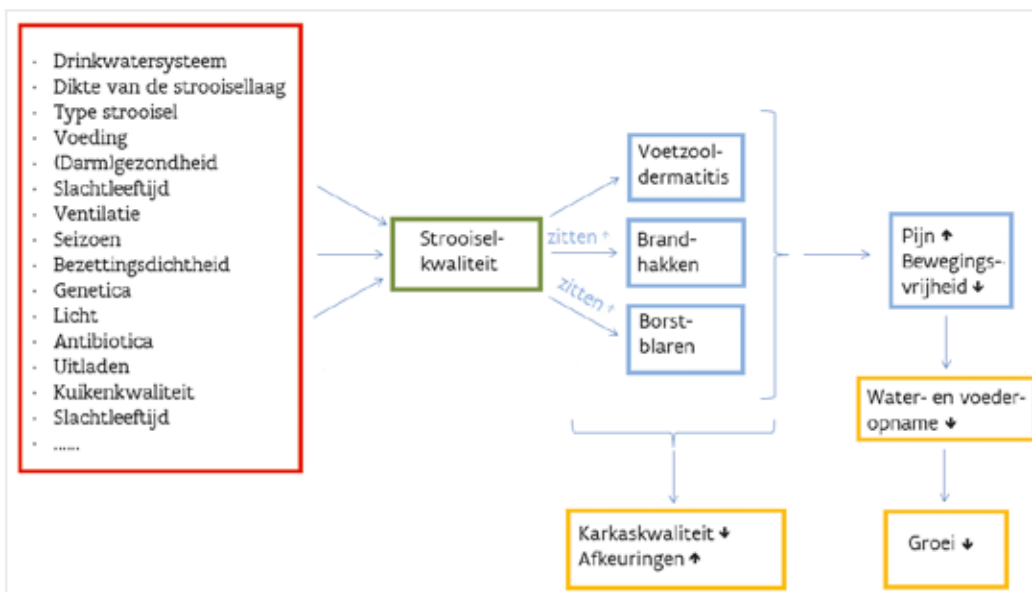 · Drinkwatersysteem
· Dikte van de strooisellaag
· Type strooisel
· Voeding
· (Darm)gezondheid
· Slachtleeftijd
· Ventilatie
· Seizoen
· Bezettingsdichtheid
· Genetica
· Licht
· Antibiotica
· Uitladen
· Kuikenkwaliteit
· Slachtleeftijd
· ......
Strooisel-
kwaliteit
zitten ↑
zitten ↑
Voetzool-
dermatitis
Brand-
hakken
Borst-
blaren
Pijn ↑
Bewegings-
vrijheid ↓
Water- en voeder-
opname ↓
Groei ↓
Karkaskwaliteit ↓
Afkeuringen ↑